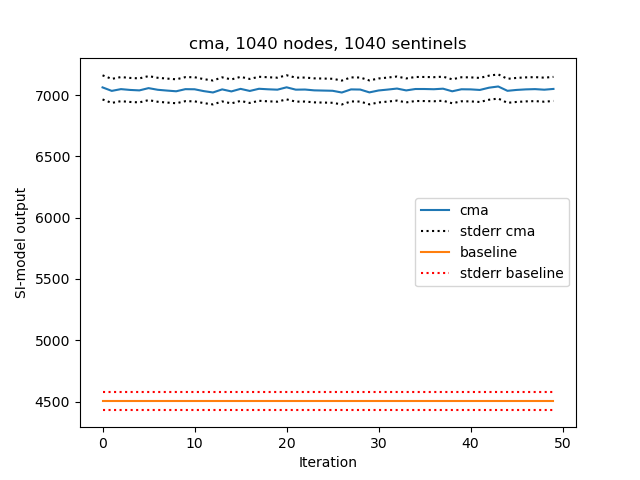 cma, 1040 nodes, 1040 sentinels
7000
6500
6000
5500
5000
4500
SI-model output
cma
stderr cma
baseline
stderr baseline
0 10 20 30 40 50
Iteration